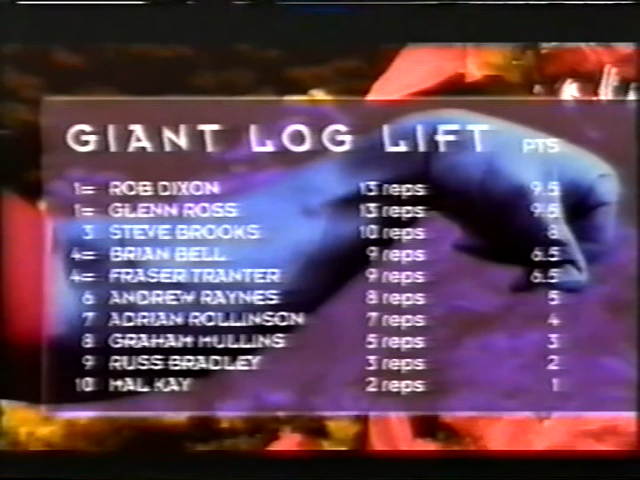 GIANT LOG LIFT PTS
1= ROB DIXON 13 reps 9.5
1= GLENN ROSS 13 reps 9.5
3 STEVE BROOKS 10 reps 8
4= BRIAN BELL 9 reps 6.5
4= FRASER TRANTER 9 reps 6.5
6 ANDREW RAYNES 8 reps 5
7 ADRIAN ROLLINSON 7 reps 4
8 GRAHAM MULLINS 5 reps 3
9 RUSS BRADLEY 3 reps 2
10 MAL KAY 2 reps 1